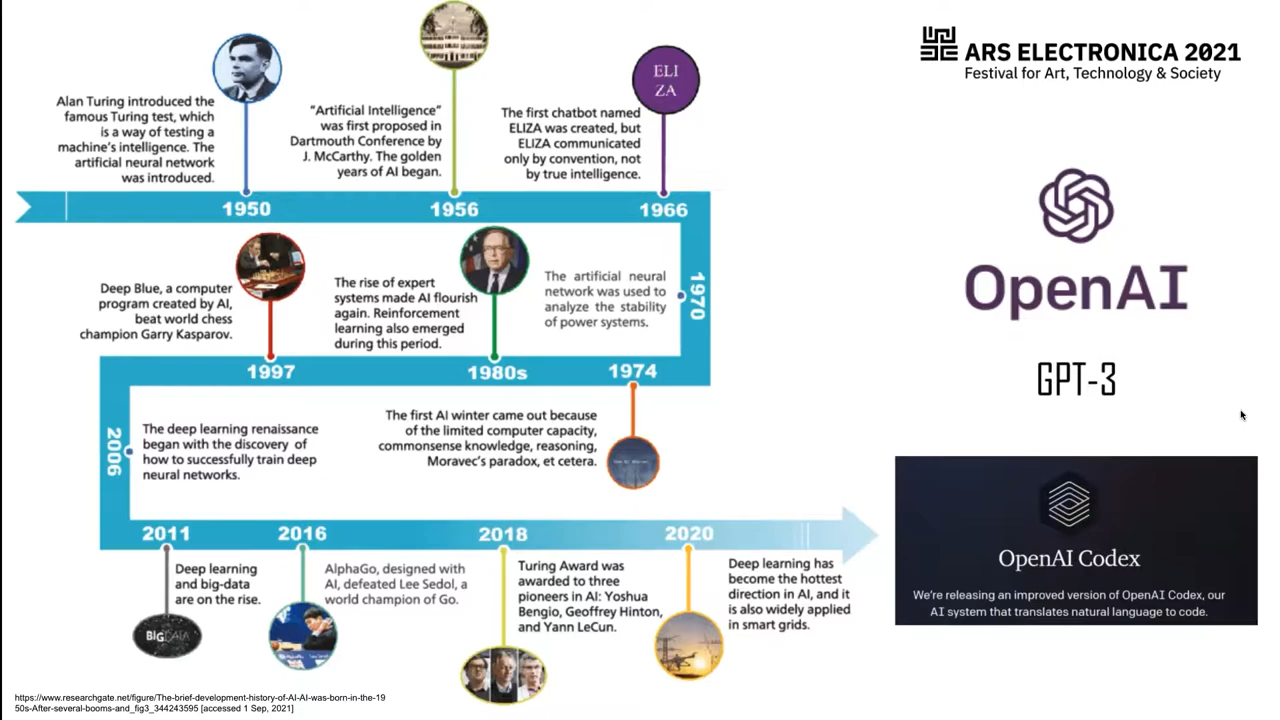 ARS ELECTRONICA 2021
Festival for Art, Technology & Society
ELI
ZA
Alan Turing introduced the
famous Turing test, which
is a way of testing a
machine's intelligence. The
artificial neural network
was introduced.
"Artificial Intelligence"
was first proposed in
Dartmouth Conference by
J. McCarthy. The golden
years of AI began.
The first chatbot named
ELIZA was created, but
ELIZA communicated
only by convention, not
by true intelligence.
1950
1956
1966
1970
The artificial neural
network was used to
analyze the stability
of power systems.
The rise of expert
systems made AI flourish
again. Reinforcement
learning also emerged
during this period.
Deep Blue, a computer
program created by AI,
beat world chess
champion Garry Kasparov.
1997
1980s
1974
The first AI winter came out because
of the limited computer capacity,
commonsense knowledge, reasoning,
Moravec's paradox, et cetera.
2006
The deep learning renaissance
began with the discovery of
how to successfully train deep
neural networks.
2011
2016
2018
2020
Deep learning
and big-data
are on the rise.
BIGDATA
AlphaGo, designed with
AI, defeated Lee Sedol, a
world champion of Go.
Turing Award was
awarded to three
pioneers in AI: Yoshua
Bengio, Geoffrey Hinton,
and Yann LeCun.
Deep learning has
become the hottest
direction in AI, and it
is also widely applied
in smart grids.
OpenAI
GPT-3
OpenAI Codex
We're releasing an improved version of OpenAI Codex, our
AI system that translates natural language to code.
https://www.researchgate.net/figure/The-brief-development-history-of-AI-AI-was-born-in-the-19
50s-After-several-booms-and_fig3_344243595 [accessed 1 Sep, 2021]